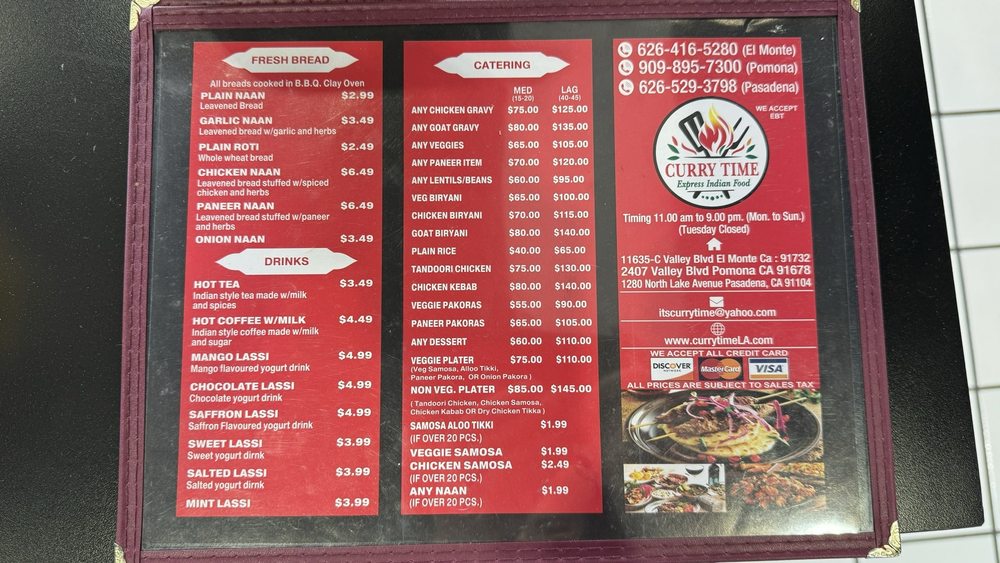 FRESH BREAD
All breads cooked in B.B.Q. Clay Oven
PLAIN NAAN $2.99
Leavened Bread
GARLIC NAAN $3.49
Leavened bread w/garlic and herbs
PLAIN ROTI $2.49
Whole wheat bread
CHICKEN NAAN $6.49
Leavened bread stuffed w/spiced
chicken and herbs
PANEER NAAN $6.49
Leavened bread stuffed w/paneer
and herbs
ONION NAAN $3.49
DRINKS
HOT TEA $3.49
Indian style tea made w/milk
and spices
HOT COFFEE W/MILK $4.49
Indian style coffee made w/milk
and sugar
MANGO LASSI $4.99
Mango flavoured yogurt drink
CHOCOLATE LASSI $4.99
Chocolate yogurt drink
SAFFRON LASSI $4.99
Saffron Flavoured yogurt drink
SWEET LASSI $3.99
Sweet yogurt dirnk
SALTED LASSI $3.99
Salted yogurt dirnk
MINT LASSI $3.99
CATERING
MED LAG
(15-20) (40-45)
ANY CHICKEN GRAVY $75.00 $125.00
ANY GOAT GRAVY $80.00 $135.00
ANY VEGGIES $65.00 $105.00
ANY PANEER ITEM $70.00 $120.00
ANY LENTILS/BEANS $60.00 $95.00
VEG BIRYANI $65.00 $100.00
CHICKEN BIRYANI $70.00 $115.00
GOAT BIRYANI $80.00 $140.00
PLAIN RICE $40.00 $65.00
TANDOORI CHICKEN $75.00 $130.00
CHICKEN KEBAB $80.00 $140.00
VEGGIE PAKORAS $55.00 $90.00
PANEER PAKORAS $65.00 $105.00
ANY DESSERT $60.00 $110.00
VEGGIE PLATER $75.00 $110.00
(Veg Samosa, Alloo Tikki,
Paneer Pakora, OR Onion Pakora )
NON VEG. PLATER $85.00 $145.00
( Tandoori Chicken, Chicken Samosa,
Chicken Kabab OR Dry Chicken Tikka )
SAMOSA ALOO TIKKI $1.99
(IF OVER 20 PCS.)
VEGGIE SAMOSA $1.99
CHICKEN SAMOSA $2.49
(IF OVER 20 PCS.)
ANY NAAN $1.99
(IF OVER 20 PCS.)
626-416-5280 (El Monte)
909-895-7300 (Pomona)
626-529-3798 (Pasadena)
WE ACCEPT
EBT
CURRY TIME
Express Indian Food
Timing 11.00 am to 9.00 pm. (Mon. to Sun.)
(Tuesday Closed)
11635-C Valley Blvd El Monte Ca : 91732
2407 Valley Blvd Pomona CA 91678
1280 North Lake Avenue Pasadena, CA 91104
itscurrytime@yahoo.com
www.currytimeLA.com
WE ACCEPT ALL CREDIT CARD
DISCOVER MasterCard VISA
NETWORK
ALL PRICES ARE SUBJECT TO SALES TAX